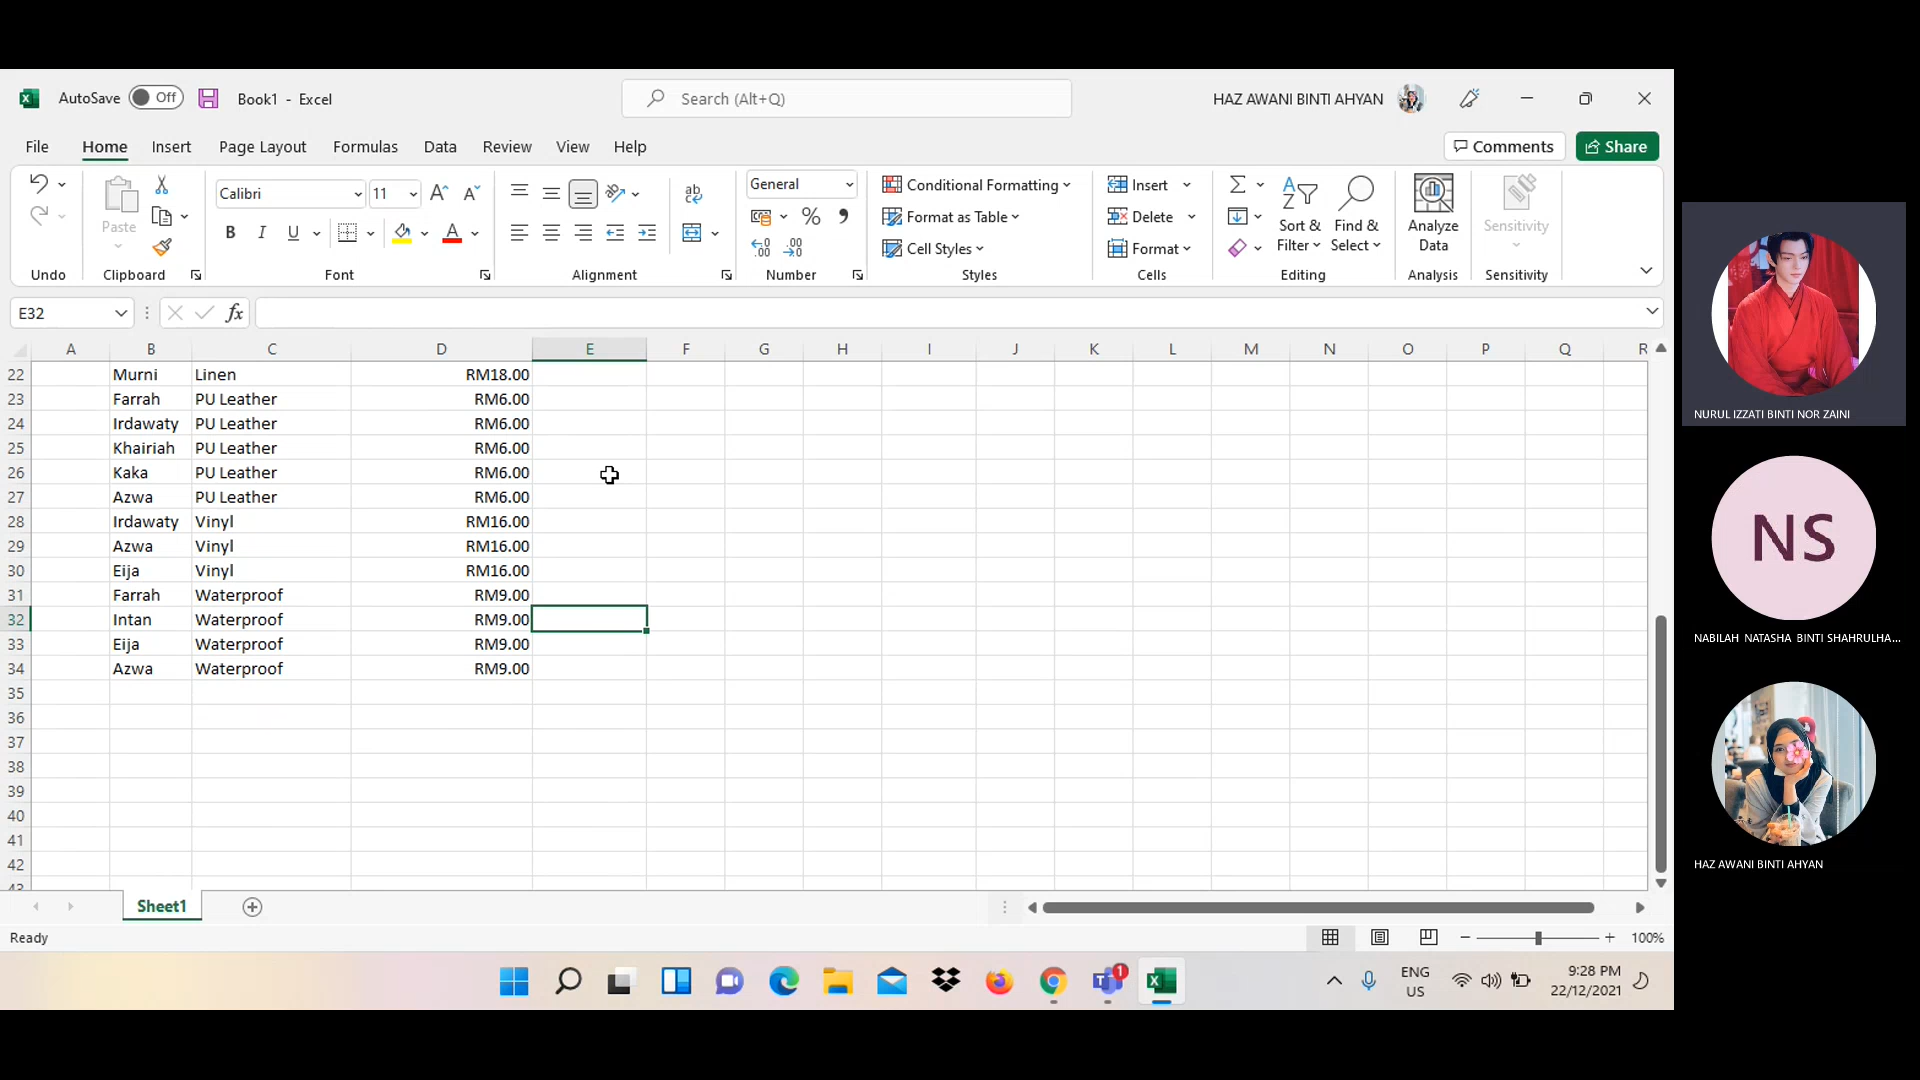 AutoSave Off Book1 - Excel Search (Alt+Q) HAZ AWANI BINTI AHYAN
File Home Insert Page Layout Formulas Data Review View Help Comments Share
Paste Calibri 11 General Conditional Formatting Insert
B I U Format as Table Delete Sort & Find & Analyze Sensitivity
Cell Styles Format Filter Select Data
Undo Clipboard Font Alignment Number Styles Cells Editing Analysis Sensitivity
E32 fx
A B C D E F G H I J K L M N O P Q R
22 Murni Linen RM18.00
23 Farrah PU Leather RM6.00
24 Irdawaty PU Leather RM6.00
25 Khairiah PU Leather RM6.00
26 Kaka PU Leather RM6.00
27 Azwa PU Leather RM6.00
28 Irdawaty Vinyl RM16.00
29 Azwa Vinyl RM16.00
30 Eija Vinyl RM16.00
31 Farrah Waterproof RM9.00
32 Intan Waterproof RM9.00
33 Eija Waterproof RM9.00
34 Azwa Waterproof RM9.00
35
36
37
38
39
40
41
42
43
Sheet1
Ready 100%
ENG 9:28 PM
US 22/12/2021
NURUL IZZATI BINTI NOR ZAINI
NS
NABILAH NATASHA BINTI SHAHRULHA...
HAZ AWANI BINTI AHYAN